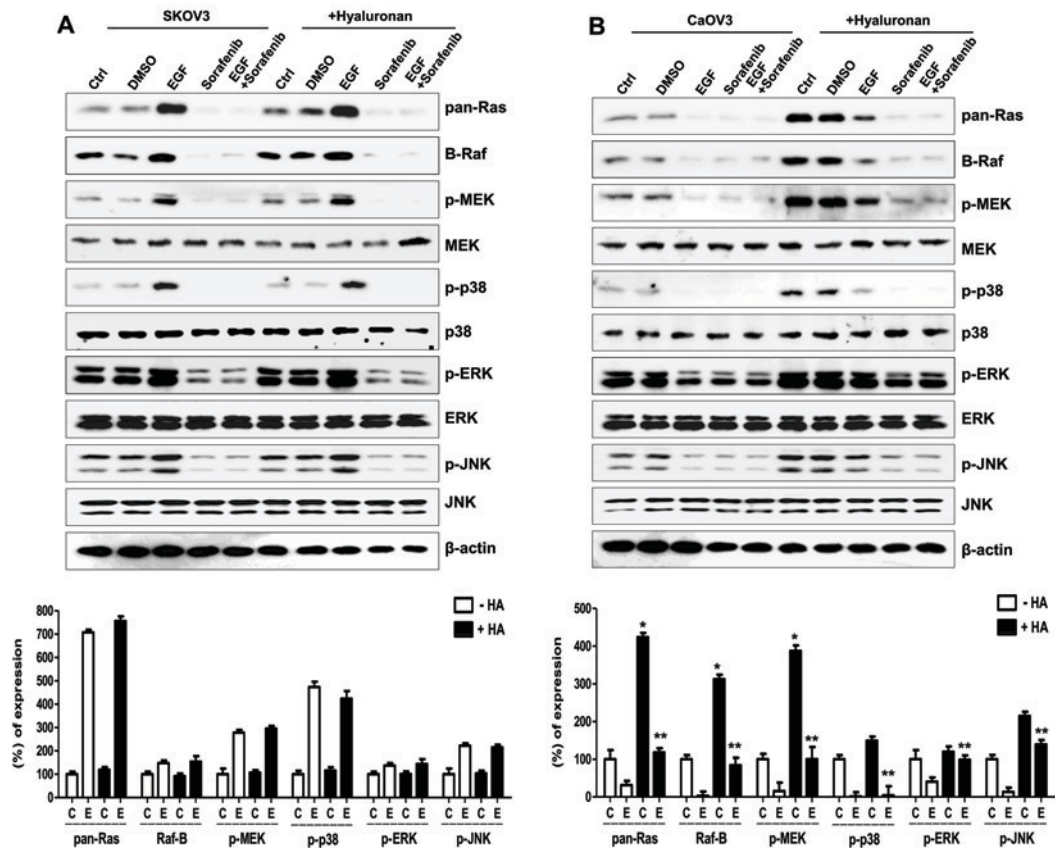 A
SKOV3
+Hyaluronan
Ctrl
DMSO
EGF
Sorafenib
EGF
+Sorafenib
Ctrl
DMSO
EGF
Sorafenib
EGF
+Sorafenib
pan-Ras
B-Raf
p-MEK
MEK
p-p38
p38
p-ERK
ERK
p-JNK
JNK
β-actin
B
CaOV3
+Hyaluronan
Ctrl
DMSO
EGF
Sorafenib
EGF
+Sorafenib
Ctrl
DMSO
EGF
Sorafenib
EGF
+Sorafenib
pan-Ras
B-Raf
p-MEK
MEK
p-p38
p38
p-ERK
ERK
p-JNK
JNK
β-actin
(%) of expression
800
700
600
500
400
300
200
100
0
- HA
+ HA
C E C E C E C E C E C E C E C E C E C E C E C E
pan-Ras Raf-B p-MEK p-p38 p-ERK p-JNK
(%) of expression
500
400
300
200
100
0
- HA
+ HA
* ** * ** * ** ** ** **
C E C E C E C E C E C E C E C E C E C E C E C E
pan-Ras Raf-B p-MEK p-p38 p-ERK p-JNK